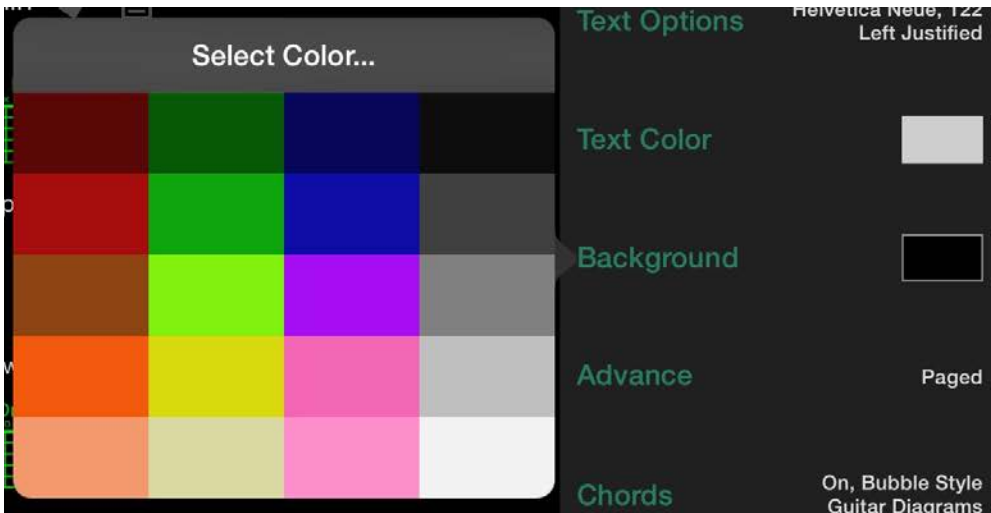 Select Color...
Text Options
Helvetica Neue, 122
Left Justified
Text Color
Background
Advance
Paged
Chords
On, Bubble Style
Guitar Diagrams